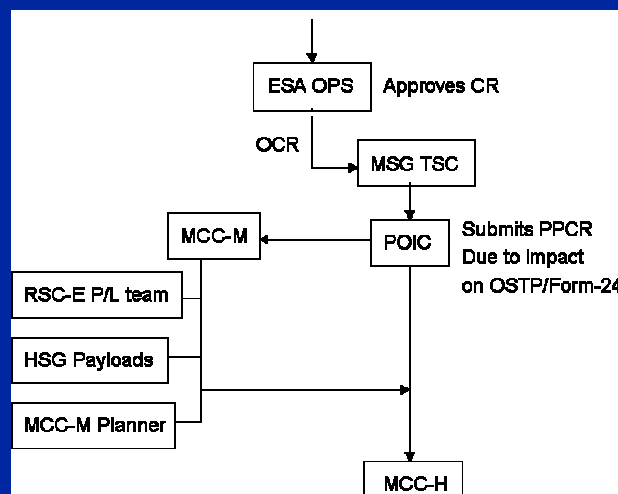 ESA OPS
Approves CR
OCR
MSG TSC
MCC-M
POIC
Submits PPCR
Due to Impact
on OSTP/Form-24
RSC-E P/L team
HSG Payloads
MCC-M Planner
MCC-H